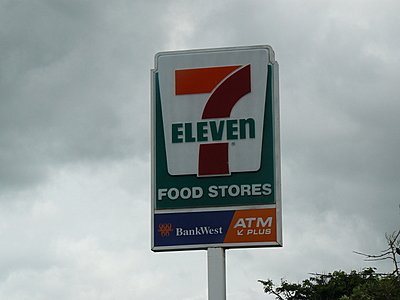 7
ELEVEn
®
FOOD STORES
BankWest
ATM
PLUS